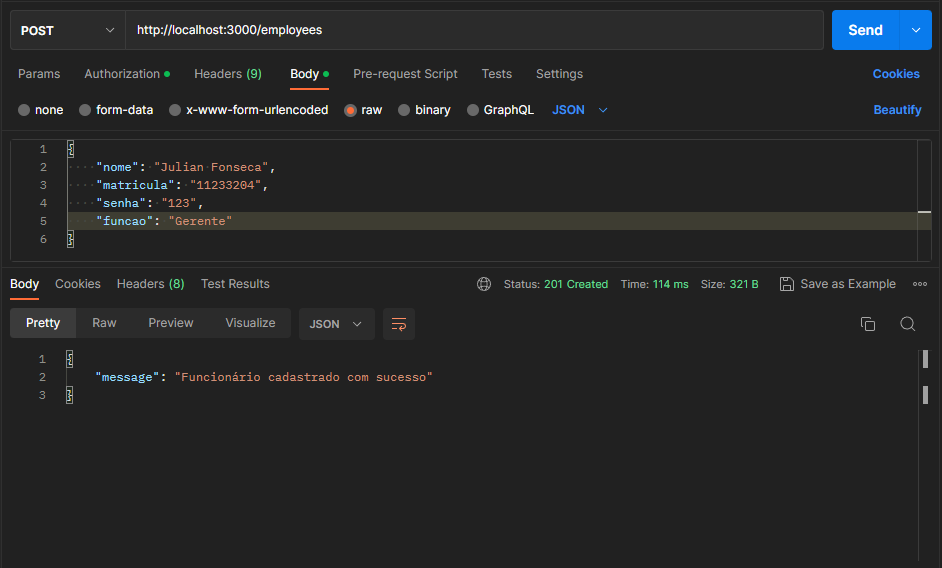 POST http://localhost:3000/employees Send
Params Authorization Headers (9) Body Pre-request Script Tests Settings Cookies
none form-data x-www-form-urlencoded raw binary GraphQL JSON Beautify
1 {
2 "nome": "Julian Fonseca",
3 "matricula": "11233204",
4 "senha": "123",
5 "funcao": "Gerente"
6 }
Body Cookies Headers (8) Test Results Status: 201 Created Time: 114 ms Size: 321 B Save as Example
Pretty Raw Preview Visualize JSON
1 {
2 "message": "Funcionário cadastrado com sucesso"
3 }